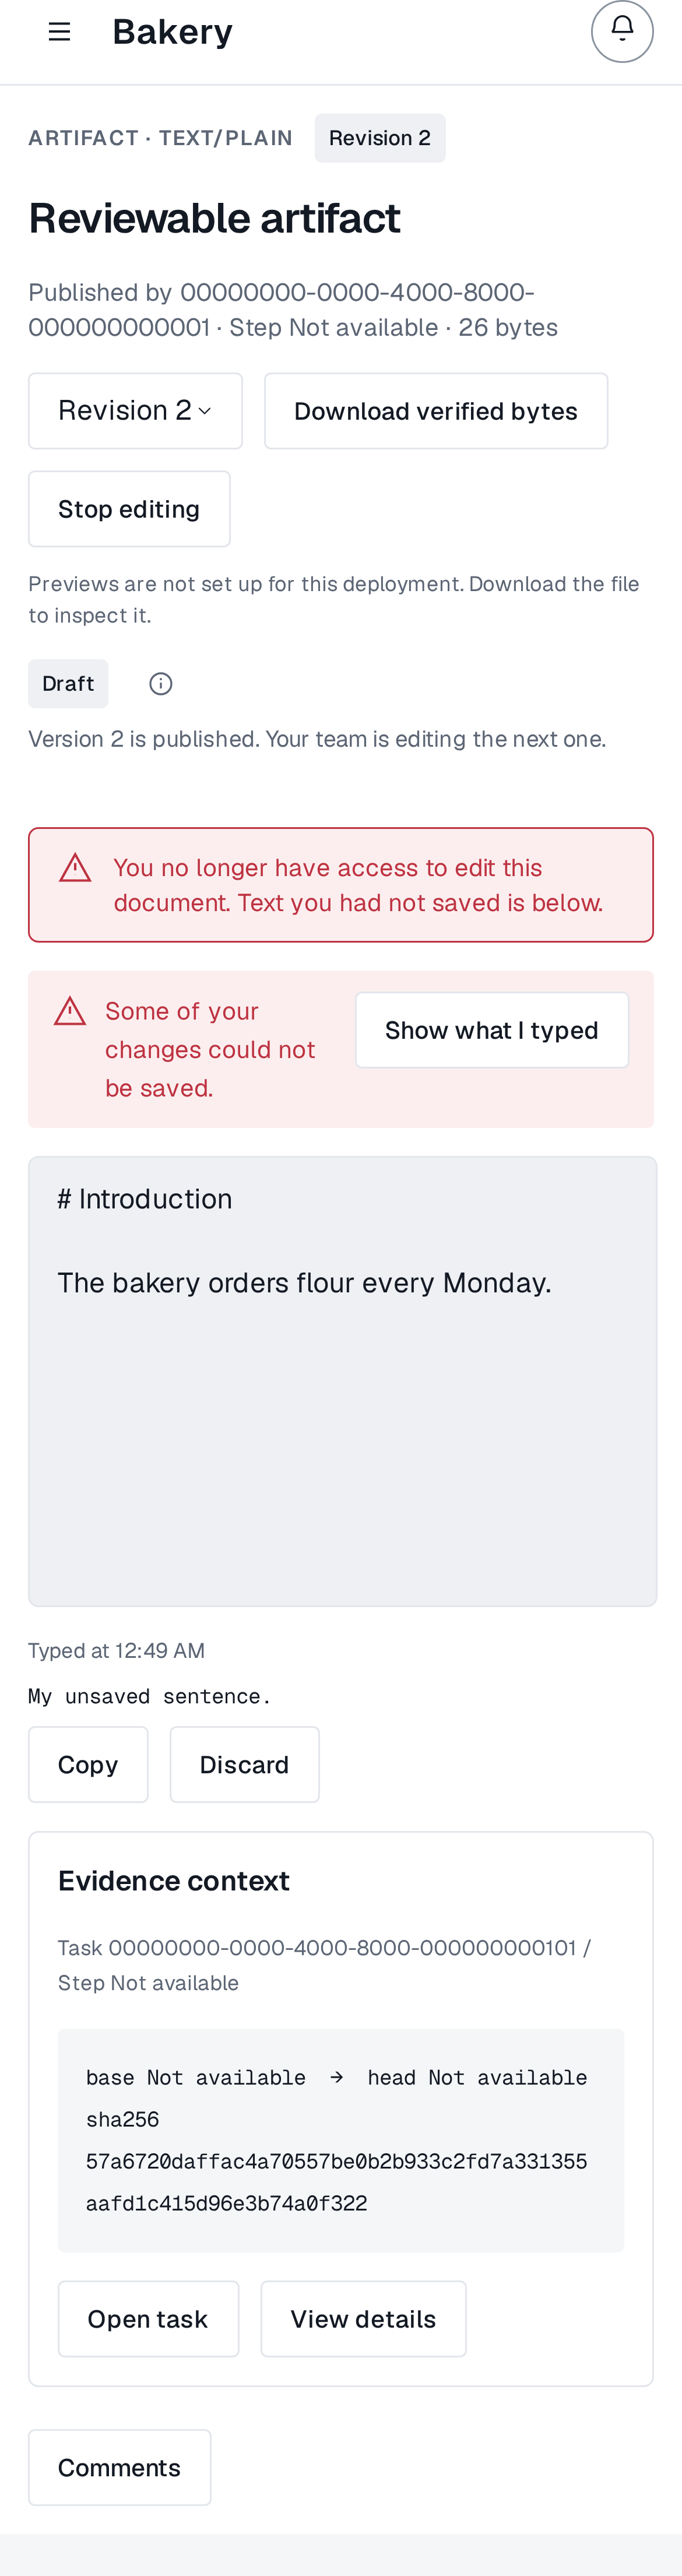 Bakery
ARTIFACT · TEXT/PLAIN
Revision 2
Reviewable artifact
Published by 00000000-0000-4000-8000-
000000000001 · Step Not available · 26 bytes
Revision 2
Download verified bytes
Stop editing
Previews are not set up for this deployment. Download the file
to inspect it.
Draft
Version 2 is published. Your team is editing the next one.
You no longer have access to edit this
document. Text you had not saved is below.
Some of your
changes could not
be saved.
Show what I typed
# Introduction
The bakery orders flour every Monday.
Typed at 12:49 AM
My unsaved sentence.
Copy
Discard
Evidence context
Task 00000000-0000-4000-8000-000000000101 /
Step Not available
base Not available → head Not available
sha256
57a6720daffac4a70557be0b2b933c2fd7a331355
aafd1c415d96e3b74a0f322
Open task
View details
Comments